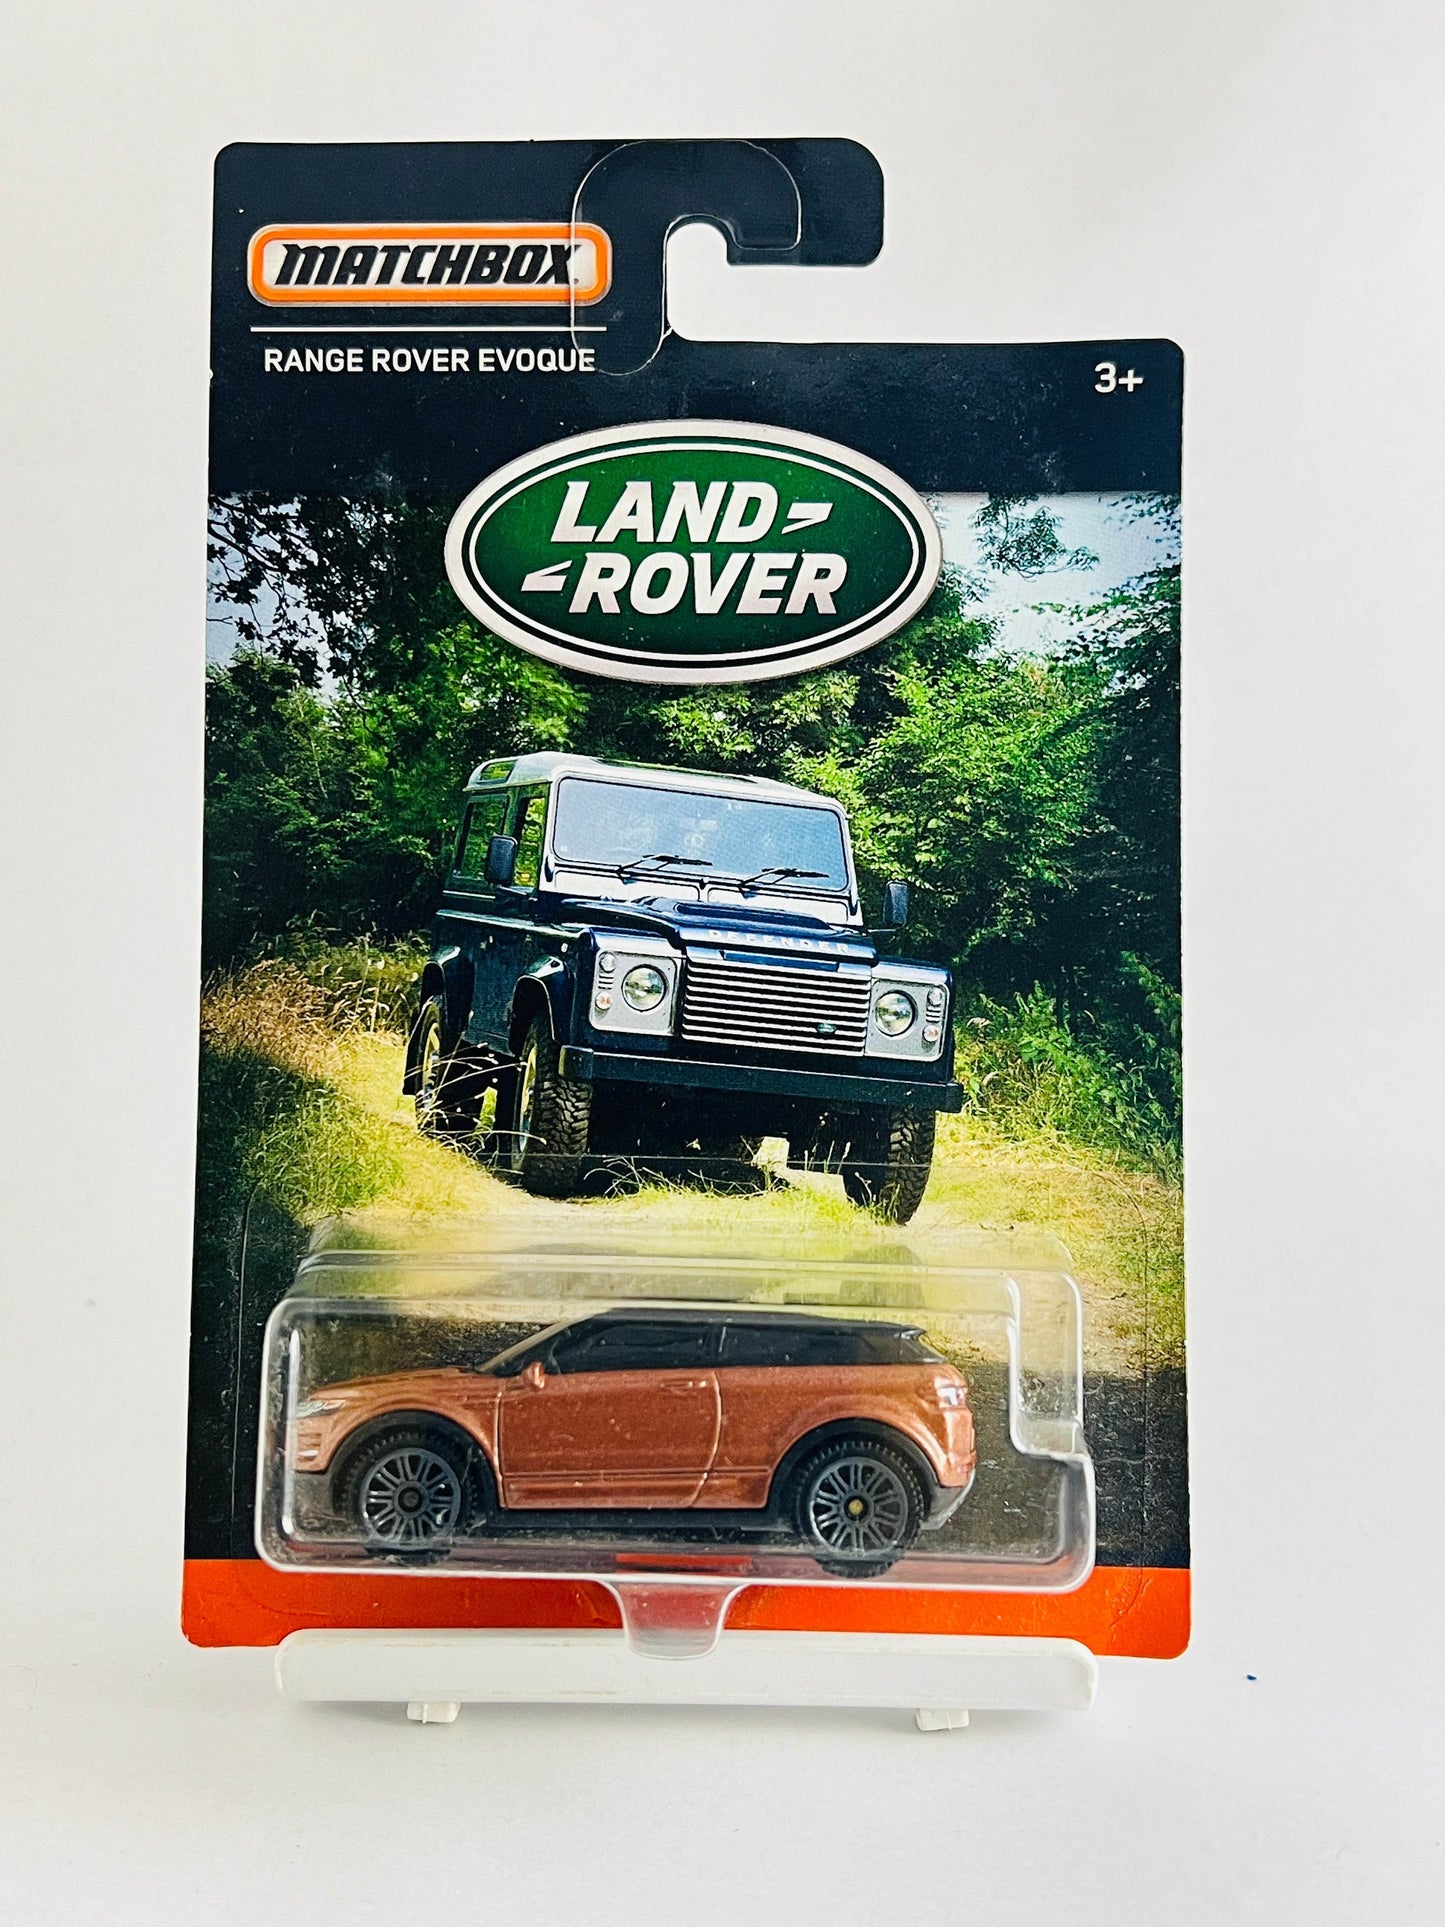 MATCHBOX
RANGE ROVER EVOQUE
3+
LAND
ROVER
DEFENDER